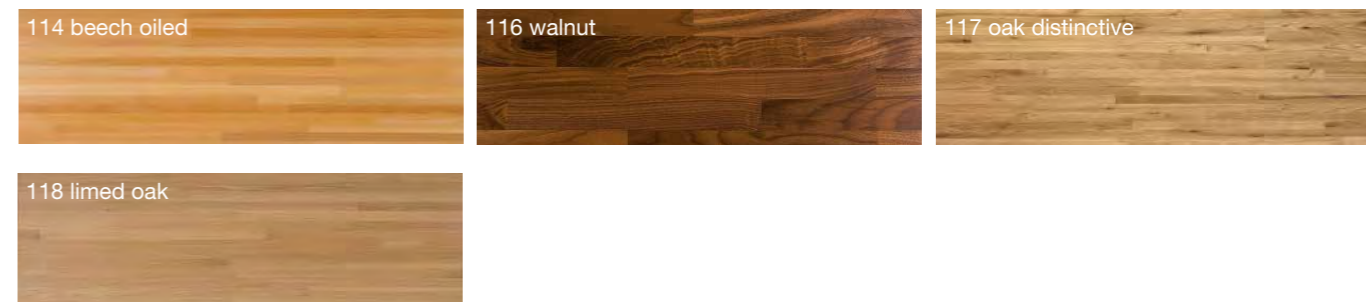 114 beech oiled
116 walnut
117 oak distinctive
118 limed oak